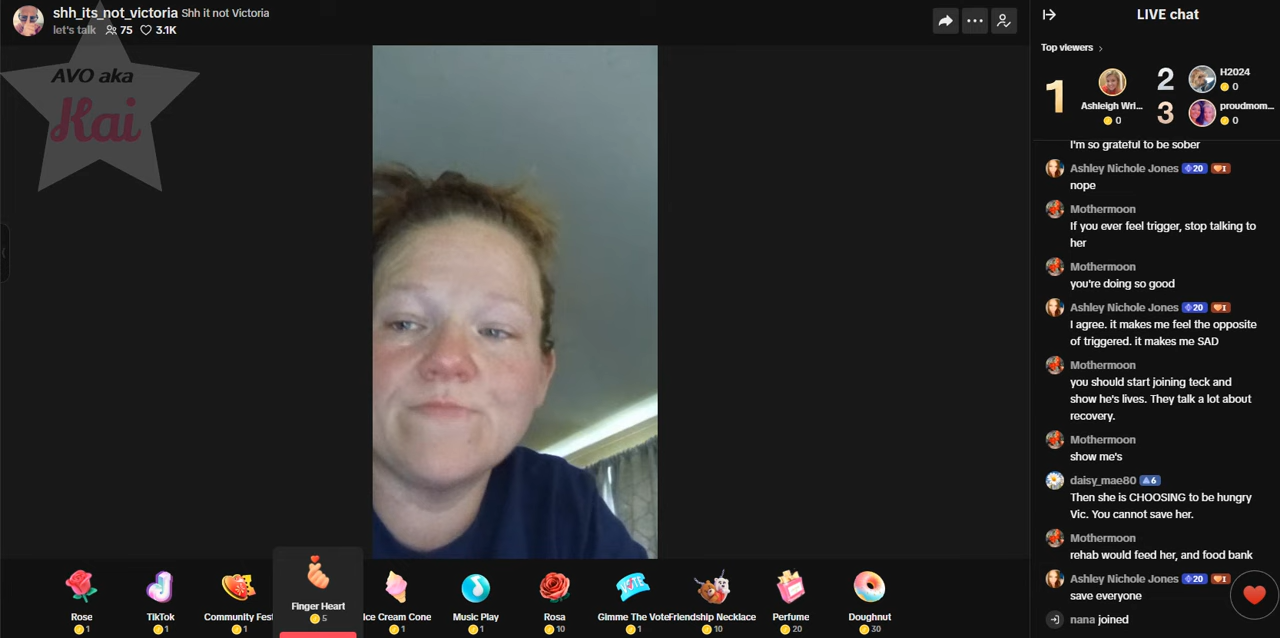 shh_its_not_victoria Shh it not Victoria
let's talk 75 3.1K
AVO aka
Kai
LIVE chat
Top viewers
1 Ashleigh Wri... 0
2 H2024 0
3 proudmom... 0
I'm so grateful to be sober
Ashley Nichole Jones 20 I
nope
Mothermoon
If you ever feel trigger, stop talking to
her
Mothermoon
you're doing so good
Ashley Nichole Jones 20 I
I agree. it makes me feel the opposite
of triggered. it makes me SAD
Mothermoon
you should start joining teck and
show he's lives. They talk a lot about
recovery.
Mothermoon
show me's
daisy_mae80 6
Then she is CHOOSING to be hungry
Vic. You cannot save her.
Mothermoon
rehab would feed her, and food bank
Ashley Nichole Jones 20 I
save everyone
nana joined
Rose TikTok Community Fest Finger Heart Ice Cream Cone Music Play Rosa Gimme The Vote Friendship Necklace Perfume Doughnut
1 1 1 5 1 1 10 1 10 20 30